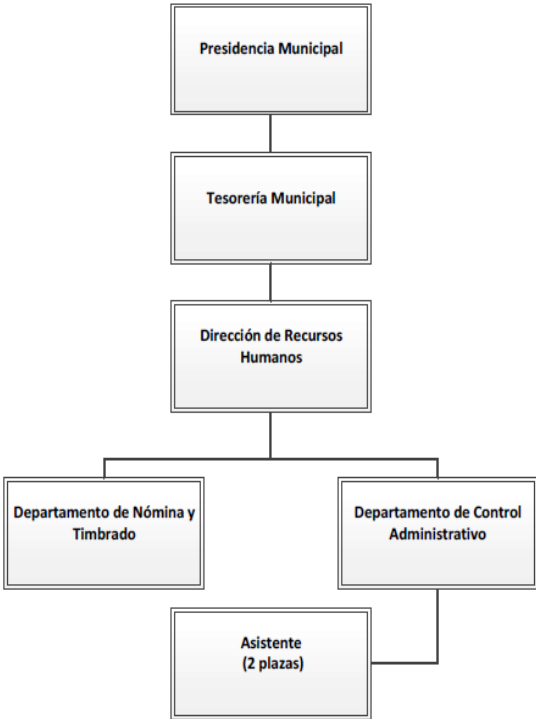 Presidencia Municipal
Tesorería Municipal
Dirección de Recursos
Humanos
Departamento de Nómina y
Timbrado
Departamento de Control
Administrativo
Asistente
(2 plazas)